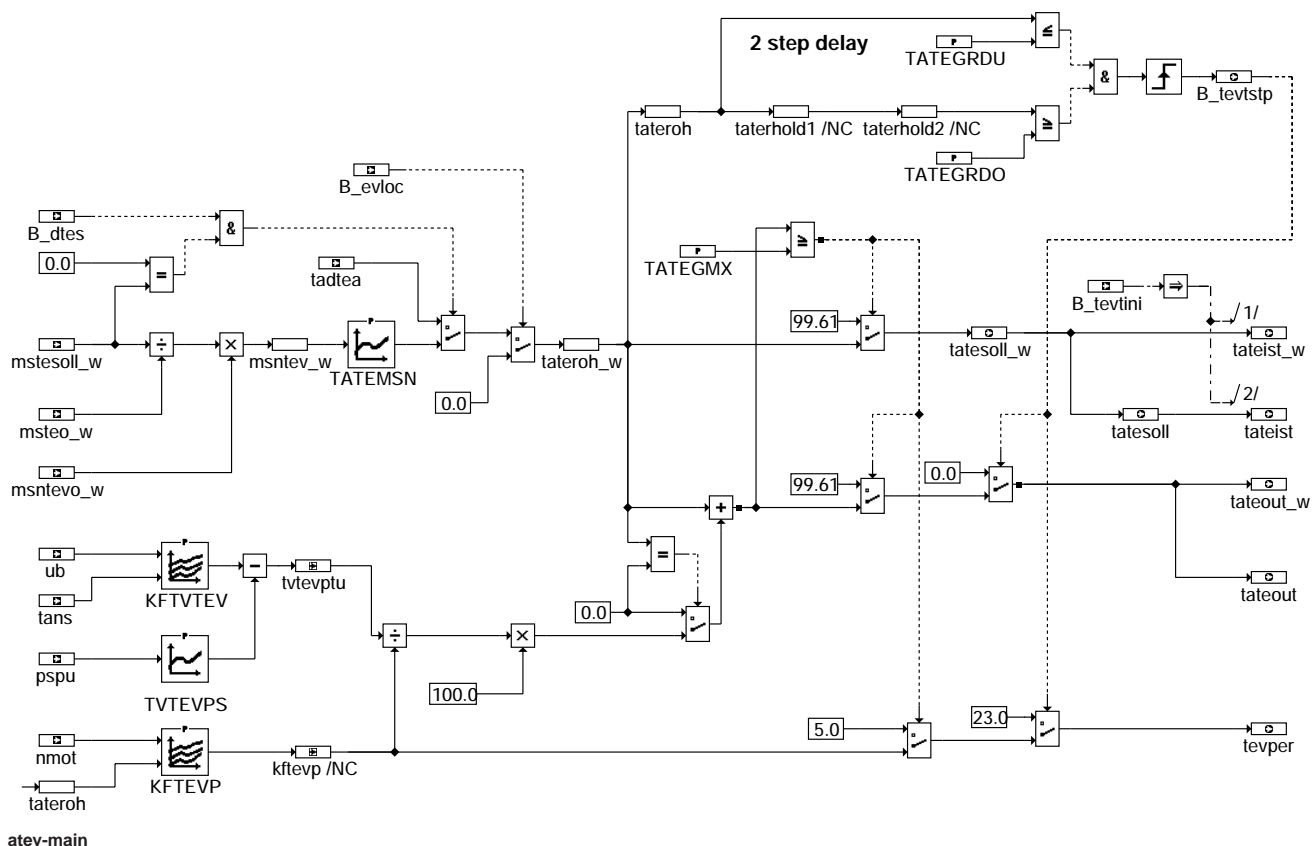 2 step delay
P
TATEGRDU
≤
&
B_tevtstp
tateroh
taterhold1 /NC
taterhold2 /NC
≥
P
TATEGRDO
B_evloc
B_dtes
&
0.0
=
tadtea
P
TATEGMX
≥
B_tevtini
⇒
1/
99.61
mstesoll_w
÷
×
msntev_w
P
TATEMSN
0.0
tateroh_w
tatesoll_w
tateist_w
2/
msteo_w
tatesoll
tateist
msntevo_w
99.61
0.0
tateout_w
+
=
ub
P
KFTVTEV
−
tvtevptu
tans
0.0
tateout
pspu
P
TVTEVPS
÷
×
100.0
nmot
P
KFTEVP
kftevp /NC
5.0
23.0
tevper
tateroh
atev-main